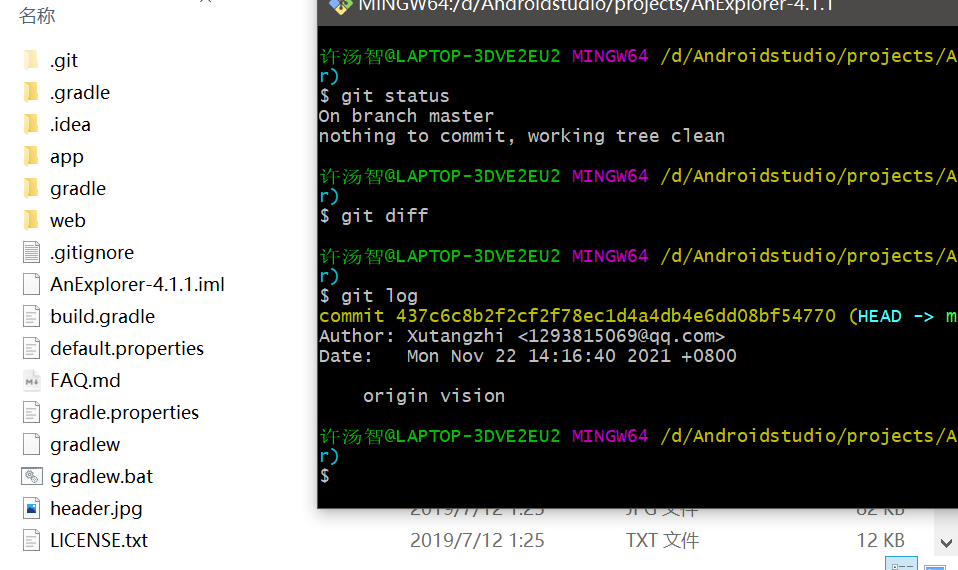 名称
.git
.gradle
.idea
app
gradle
web
.gitignore
AnExplorer-4.1.1.iml
build.gradle
default.properties
FAQ.md
gradle.properties
gradlew
gradlew.bat
header.jpg
LICENSE.txt
MINGW64:/d/Androidstudio/projects/AnExplorer-4.1.1
许汤智@LAPTOP-3DVE2EU2 MINGW64 /d/Androidstudio/projects/A
r)
$ git status
On branch master
nothing to commit, working tree clean
许汤智@LAPTOP-3DVE2EU2 MINGW64 /d/Androidstudio/projects/A
r)
$ git diff
许汤智@LAPTOP-3DVE2EU2 MINGW64 /d/Androidstudio/projects/A
r)
$ git log
commit 437c6c8b2f2cf2f78ec1d4a4db4e6dd08bf54770 (HEAD -> m
Author: Xutangzhi <1293815069@qq.com>
Date:   Mon Nov 22 14:16:40 2021 +0800
origin vision
许汤智@LAPTOP-3DVE2EU2 MINGW64 /d/Androidstudio/projects/A
r)
$
2019/7/12 1:25 JPG 文件 62 KB
2019/7/12 1:25 TXT 文件 12 KB